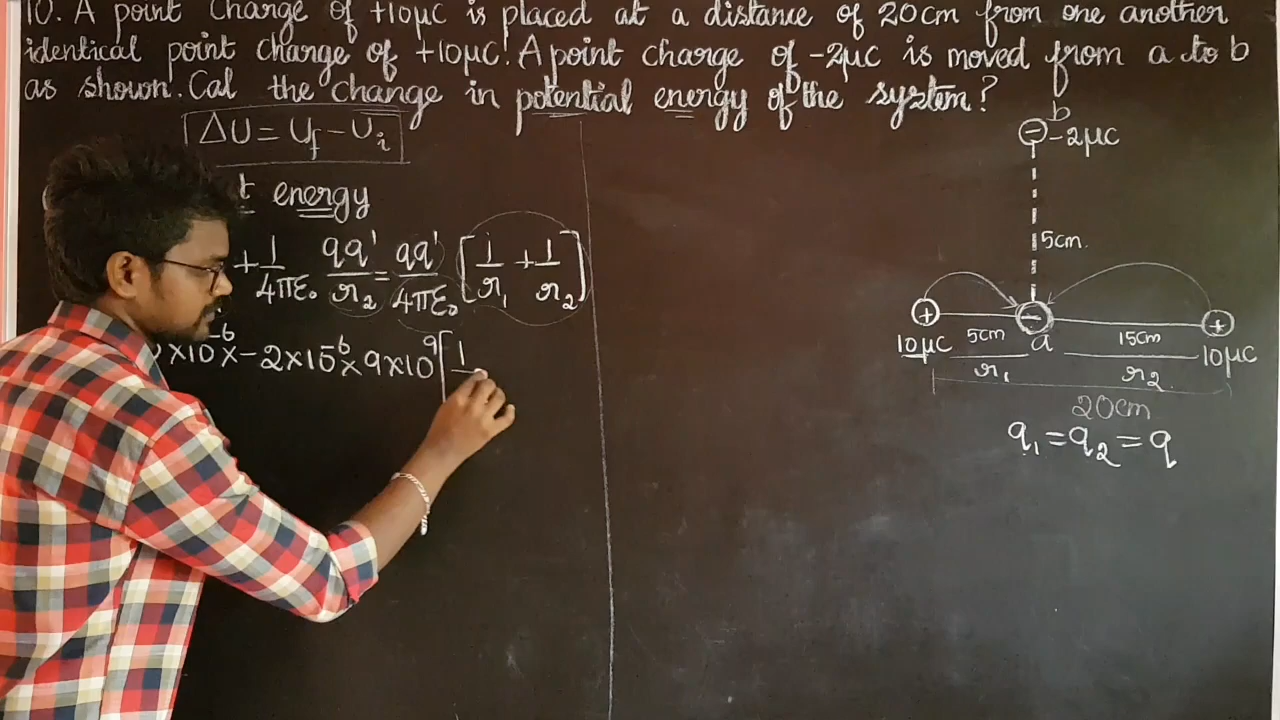 10. A point charge of +10μC is placed at a distance of 20cm from one another
identical point charge of +10μC! A point charge of -2μC is moved from a to b
as shown. Cal the change in potential energy of the system?
ΔU = Uf - Ui
t energy
+ 1/4πε₀ qq'/r₂ = qq'/4πε₀ [1/r₁ + 1/r₂]
×10⁻⁶ × -2×10⁻⁶ × 9×10⁹ [1
b
- -2μC
5cm.
+ - +
10μC 5cm a 15cm 10μC
r₁ r₂
20cm
q₁ = q₂ = q